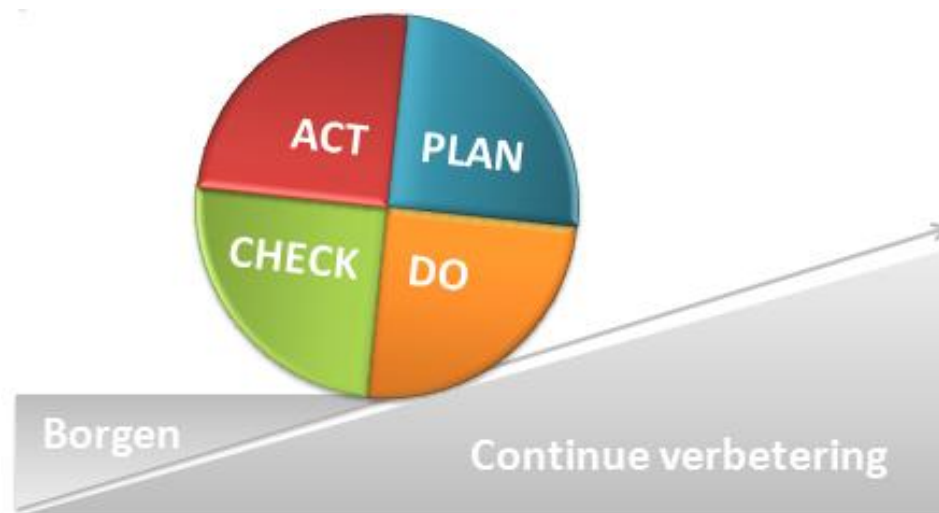 ACT
PLAN
CHECK
DO
Borgen
Continue verbetering